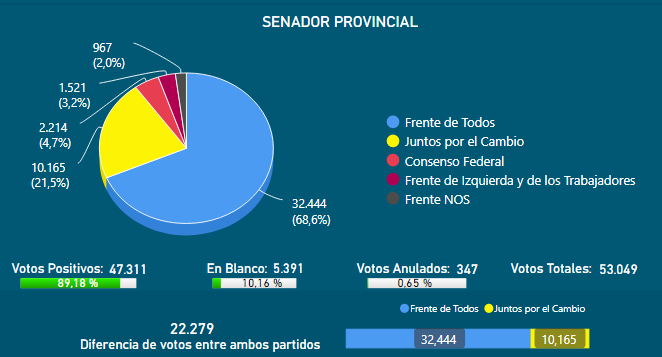 SENADOR PROVINCIAL
967
(2,0%)
1.521
(3,2%)
2.214
(4,7%)
10.165
(21,5%)
32.444
(68,6%)
Frente de Todos
Juntos por el Cambio
Consenso Federal
Frente de Izquierda y de los Trabajadores
Frente NOS
Votos Positivos: 47.311
89,18 %
En Blanco: 5.391
10,16 %
Votos Anulados: 347
0,65 %
Votos Totales: 53.049
Frente de Todos Juntos por el Cambio
22.279
Diferencia de votos entre ambos partidos
32,444 10,165